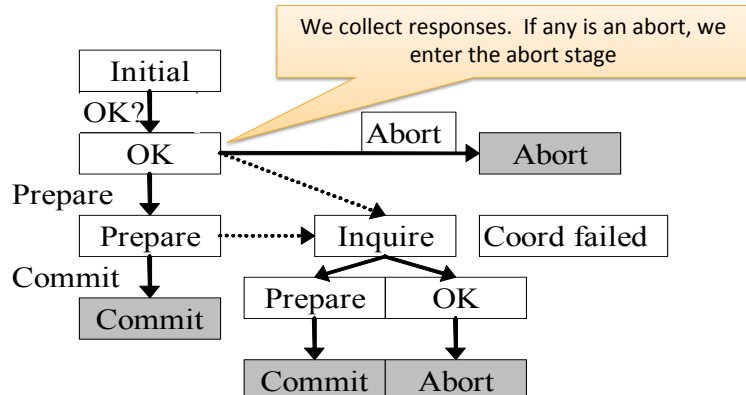 We collect responses.  If any is an abort, we
enter the abort stage
Initial
OK?
OK
Abort
Abort
Prepare
Prepare
Inquire
Coord failed
Commit
Commit
Prepare
OK
Commit
Abort